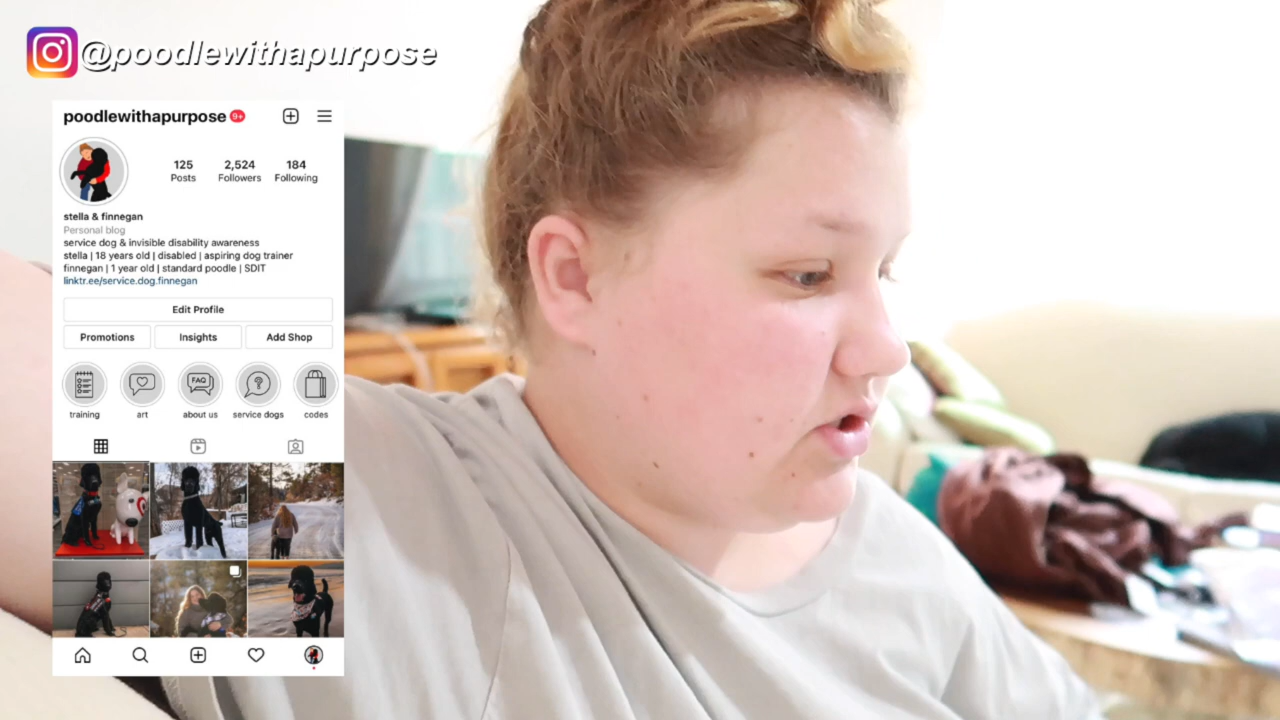 @poodlewithapurpose
poodlewithapurpose 9+
125 2,524 184
Posts Followers Following
stella & finnegan
Personal blog
service dog & invisible disability awareness
stella | 18 years old | disabled | aspiring dog trainer
finnegan | 1 year old | standard poodle | SDIT
linktr.ee/service.dog.finnegan
Edit Profile
Promotions Insights Add Shop
FAQ ?
training art about us service dogs codes